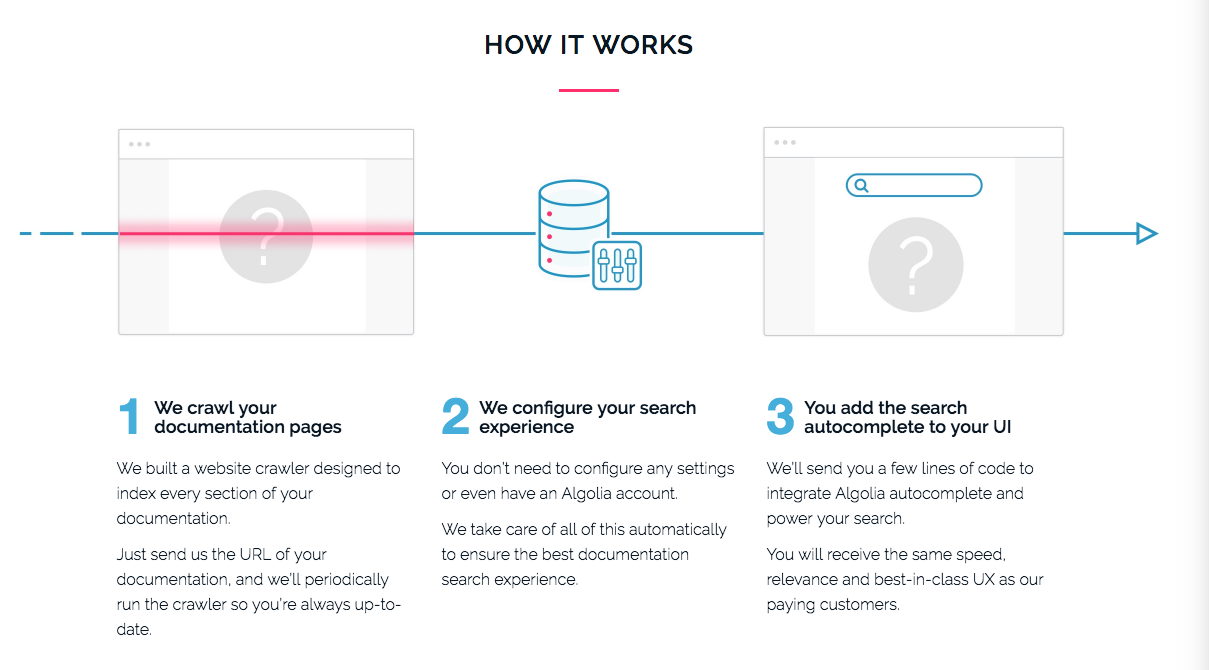 HOW IT WORKS
?
?
1 We crawl your
documentation pages
We built a website crawler designed to
index every section of your
documentation.
Just send us the URL of your
documentation, and we'll periodically
run the crawler so you're always up-to-
date.
2 We configure your search
experience
You don't need to configure any settings
or even have an Algolia account.
We take care of all of this automatically
to ensure the best documentation
search experience.
3 You add the search
autocomplete to your UI
We'll send you a few lines of code to
integrate Algolia autocomplete and
power your search.
You will receive the same speed,
relevance and best-in-class UX as our
paying customers.